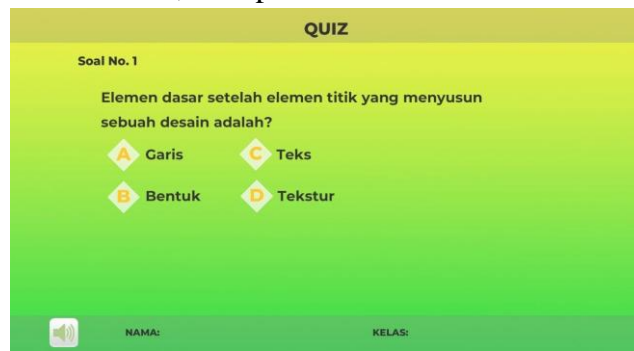 QUIZ
Soal No. 1
Elemen dasar setelah elemen titik yang menyusun
sebuah desain adalah?
A Garis
C Teks
B Bentuk
D Tekstur
NAMA:
KELAS: